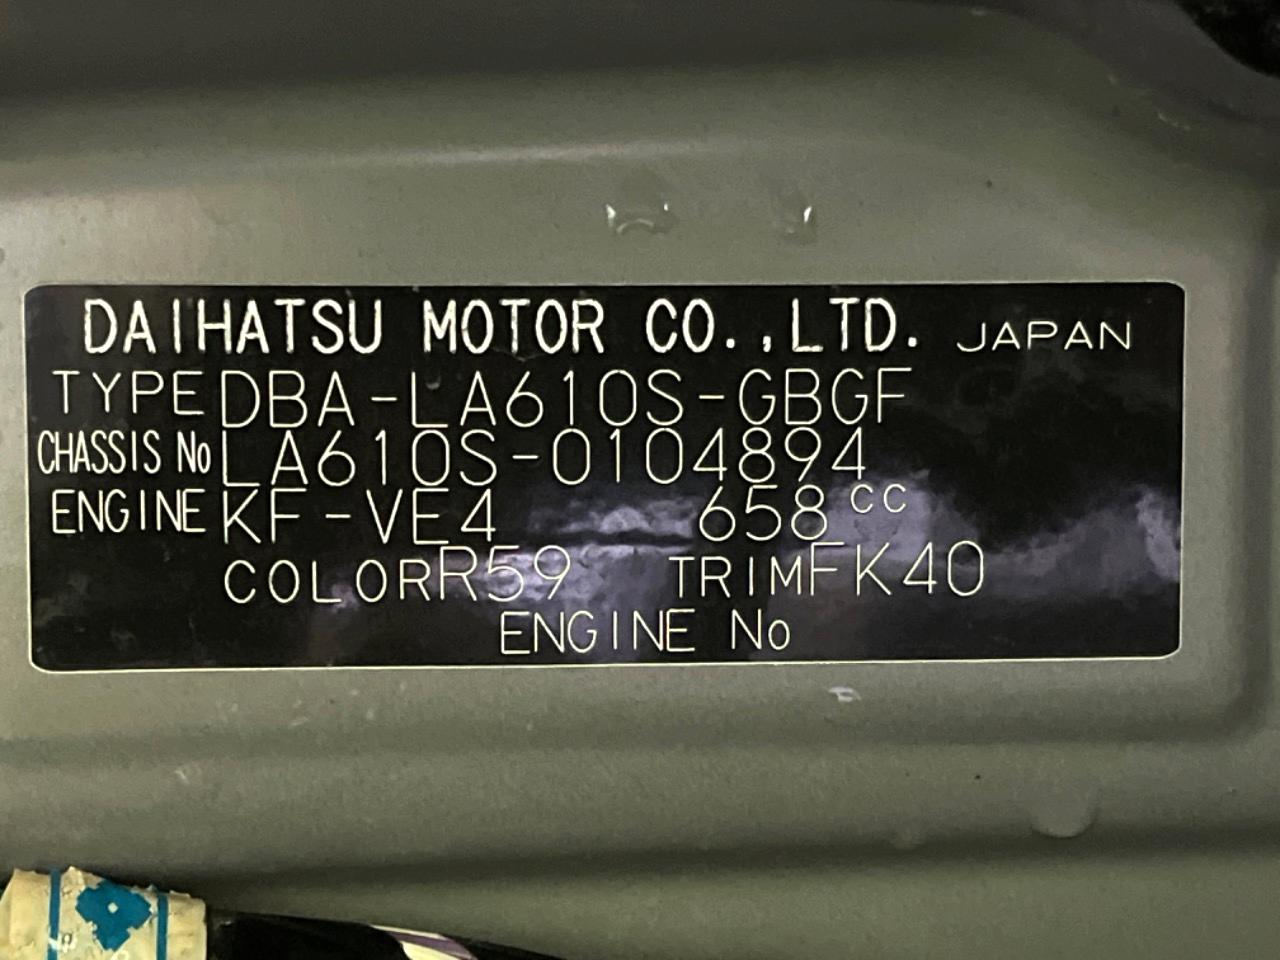 DAIHATSU MOTOR CO.,LTD. JAPAN
TYPE DBA-LA610S-GBGF
CHASSIS No LA610S-0104894
ENGINE KF-VE4 658 CC
COLOR R59 TRIM FK40
ENGINE No